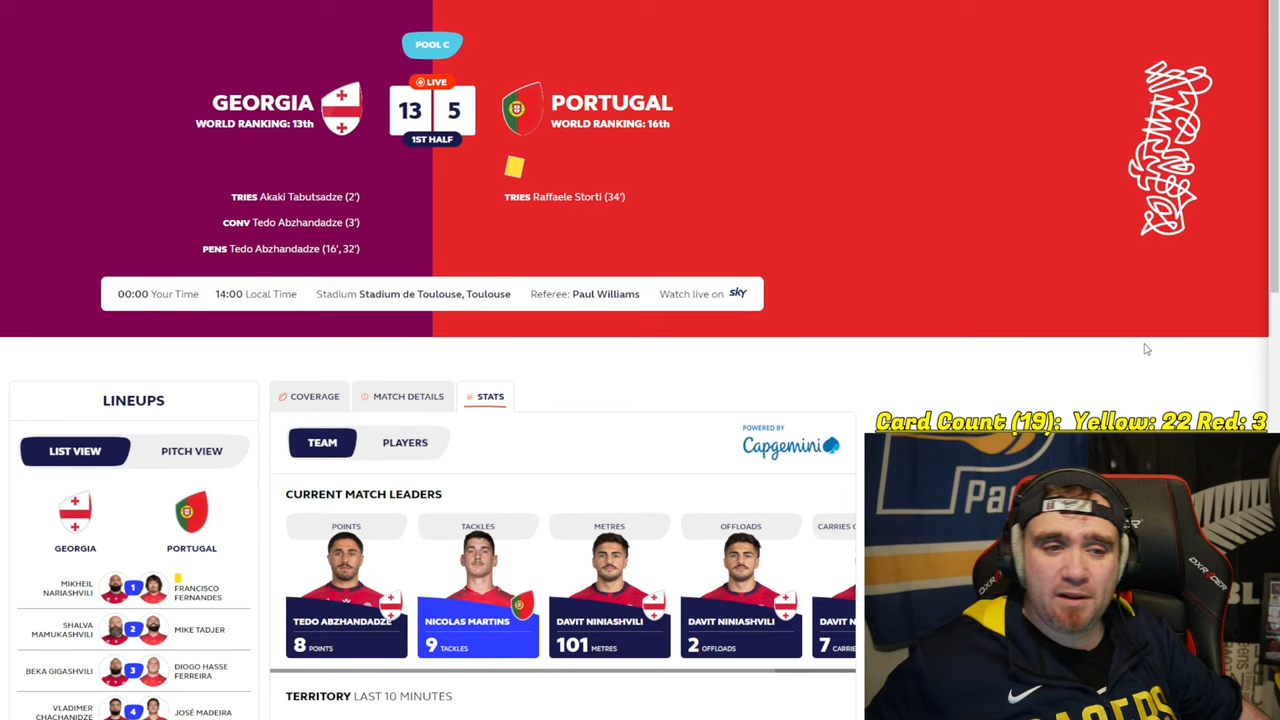 POOL C
LIVE
GEORGIA
WORLD RANKING: 13th
13 5
1ST HALF
PORTUGAL
WORLD RANKING: 16th
TRIES Akaki Tabutsadze (2')
CONV Tedo Abzhandadze (3')
PENS Tedo Abzhandadze (16', 32')
TRIES Raffaele Storti (34')
00:00 Your Time 14:00 Local Time Stadium Stadium de Toulouse, Toulouse Referee: Paul Williams Watch live on sky
LINEUPS
LIST VIEW PITCH VIEW
GEORGIA PORTUGAL
MIKHEIL NARIASHVILI 1 FRANCISCO FERNANDES
SHALVA MAMUKASHVILI 2 MIKE TADJER
BEKA GIGASHVILI 3 DIOGO HASSE FERREIRA
VLADIMER CHACHANIDZE 4 JOSÉ MADEIRA
COVERAGE MATCH DETAILS STATS
TEAM PLAYERS
POWERED BY
Capgemini
CURRENT MATCH LEADERS
POINTS TACKLES METRES OFFLOADS CARRIES
TEDO ABZHANDADZE NICOLAS MARTINS DAVIT NINIASHVILI DAVIT NINIASHVILI DAVIT N
8 POINTS 9 TACKLES 101 METRES 2 OFFLOADS 7
TERRITORY LAST 10 MINUTES
Card Count (19): Yellow: 22 Red: 3
Pa
DXRACER
DXRACER
PACERS